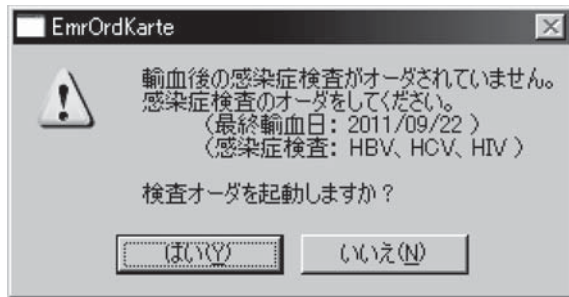 EmrOrdKarte
輸血後の感染症検査がオーダされていません。
感染症検査のオーダをしてください。
（最終輸血日：2011/09/22 ）
（感染症検査：HBV、HCV、HIV ）
検査オーダを起動しますか？
はい(Y)
いいえ(N)